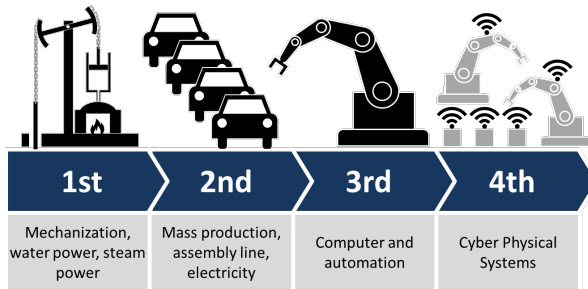 1st
2nd
3rd
4th
Mechanization,
water power, steam
power
Mass production,
assembly line,
electricity
Computer and
automation
Cyber Physical
Systems